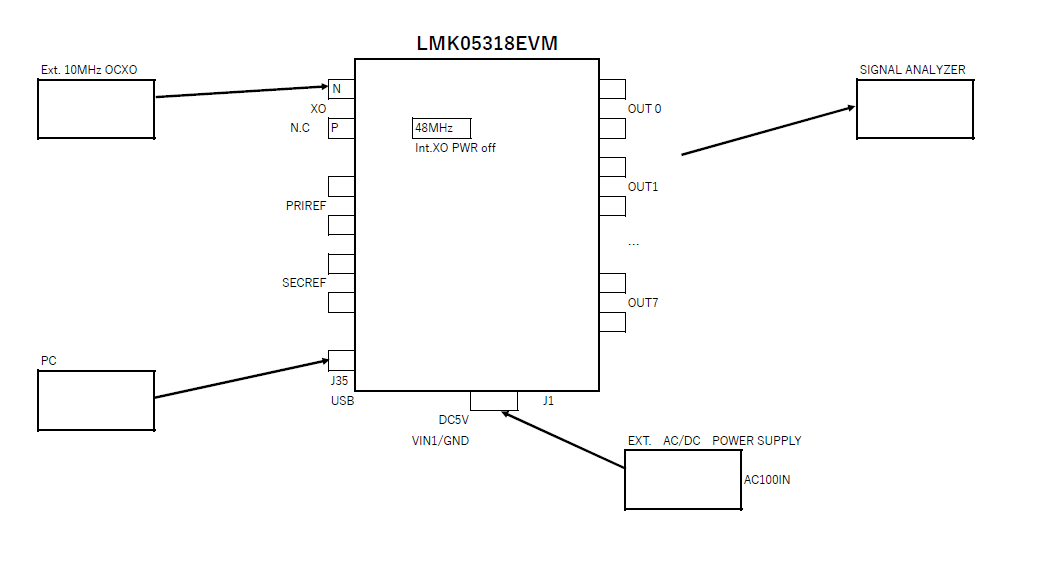 LMK05318EVM
Ext. 10MHz OCXO
SIGNAL ANALYZER
N
XO
OUT 0
N.C
P
48MHz
Int.XO PWR off
OUT1
PRIREF
...
SECREF
OUT7
PC
J35
USB
J1
DC5V
VIN1/GND
EXT. AC/DC POWER SUPPLY
AC100IN